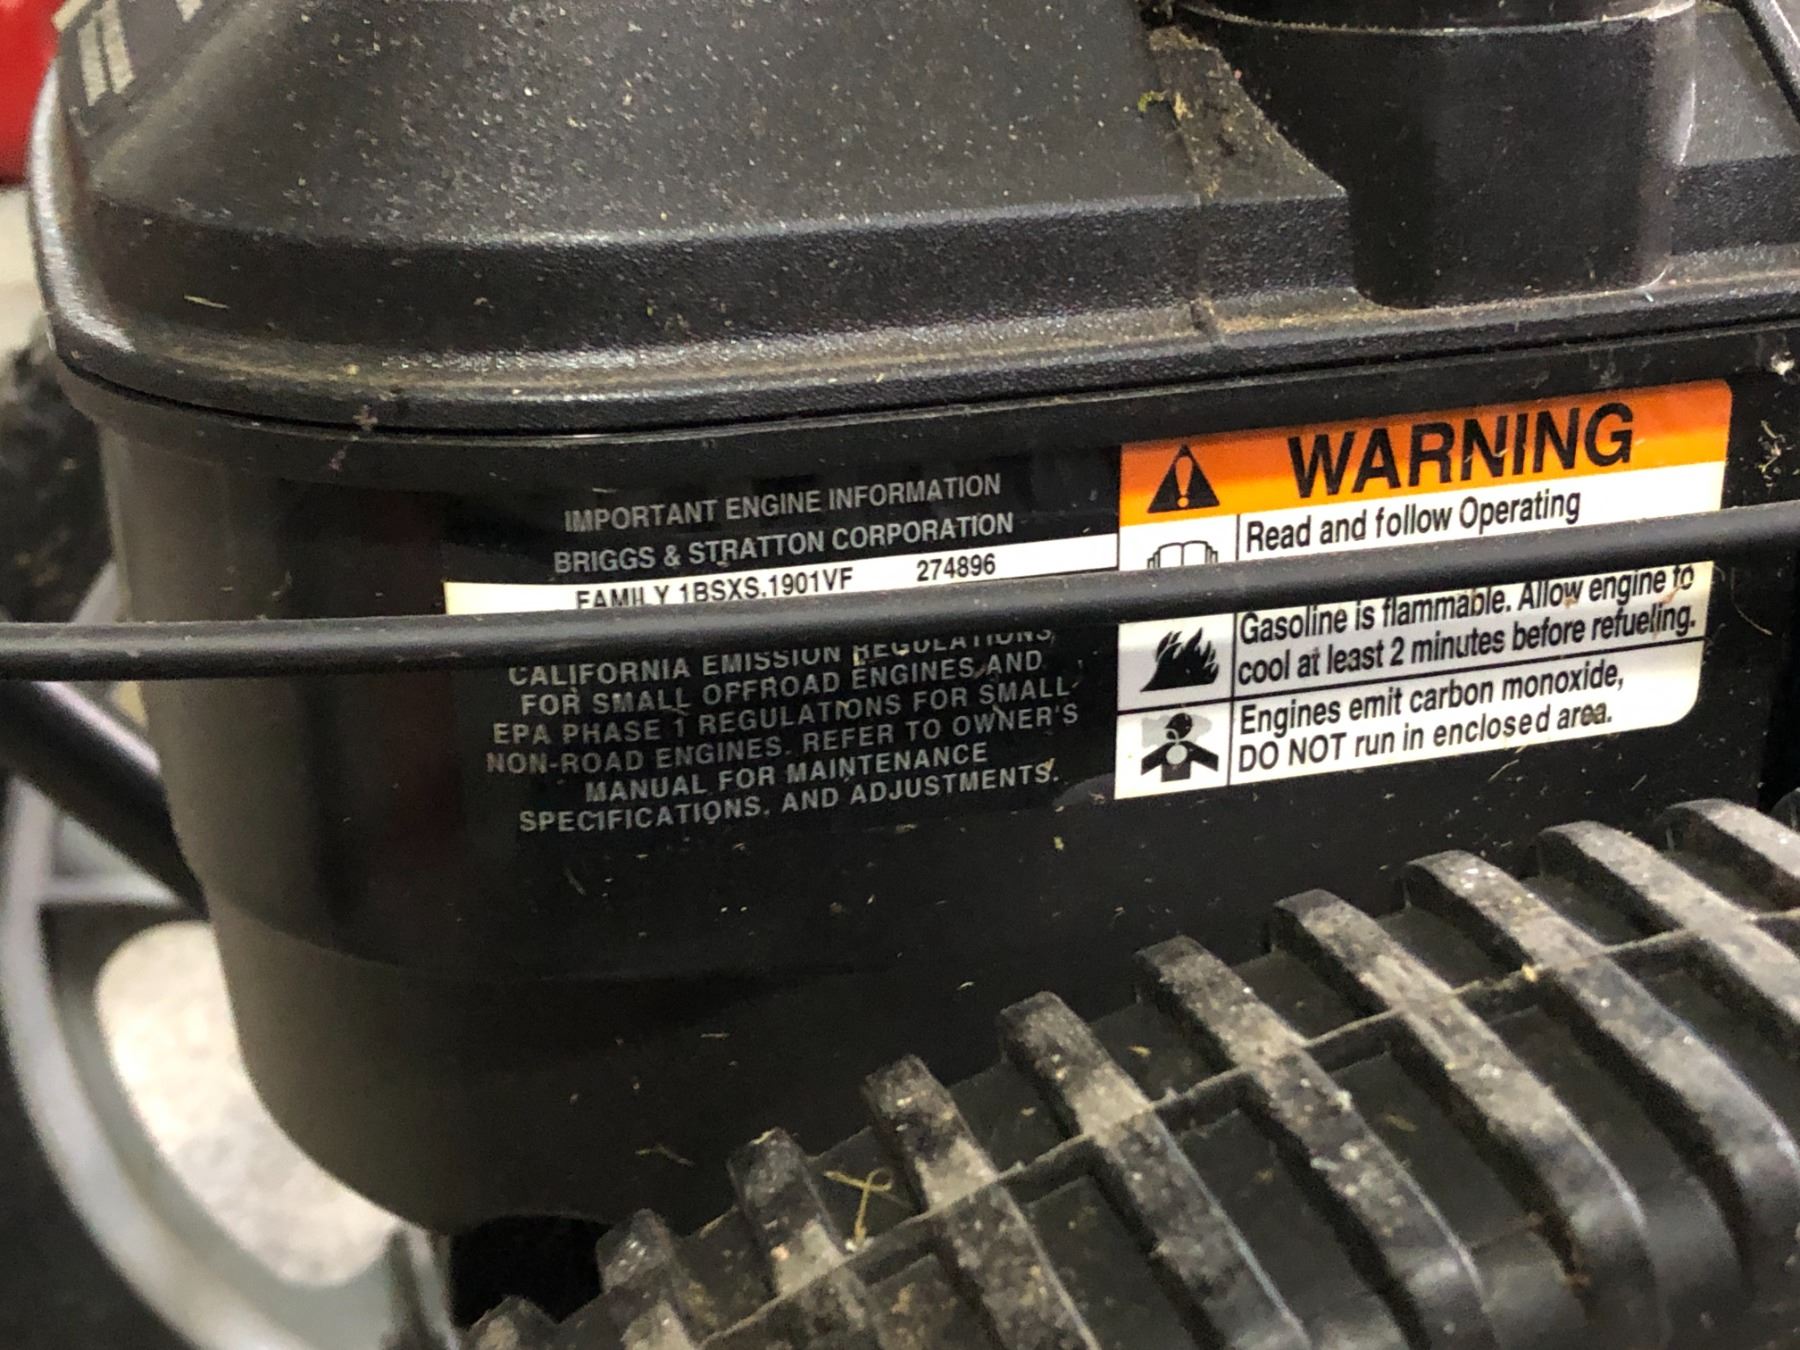 IMPORTANT ENGINE INFORMATION
BRIGGS & STRATTON CORPORATION
FAMILY 1BSXS.1901VF 274896
CALIFORNIA EMISSION REGULATIONS
FOR SMALL OFFROAD ENGINES AND
EPA PHASE 1 REGULATIONS FOR SMALL
NON-ROAD ENGINES. REFER TO OWNER'S
MANUAL FOR MAINTENANCE
SPECIFICATIONS. AND ADJUSTMENTS.
WARNING
Read and follow Operating
Gasoline is flammable. Allow engine to
cool at least 2 minutes before refueling.
Engines emit carbon monoxide,
DO NOT run in enclosed area.